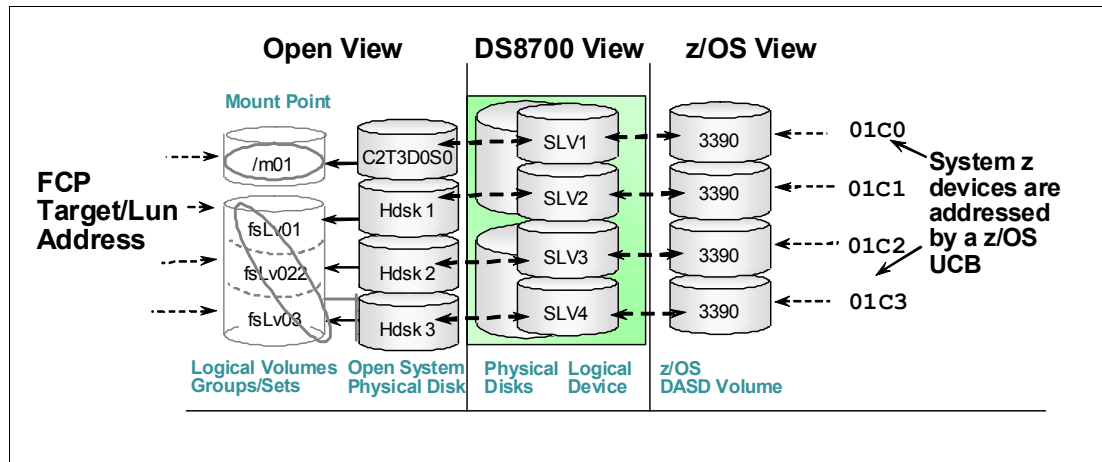 Open View
DS8700 View
z/OS View
Mount Point
/m01
C2T3D0S0
SLV1
3390
01C0
FCP
Target/Lun
Address
System z
devices are
addressed
by a z/OS
UCB
Hdsk 1
SLV2
3390
01C1
fsLv01
Hdsk 2
SLV3
3390
01C2
fsLv022
Hdsk 3
SLV4
3390
01C3
fsLv03
Logical Volumes
Groups/Sets
Open System
Physical Disk
Physical
Disks
Logical
Device
z/OS
DASD Volume